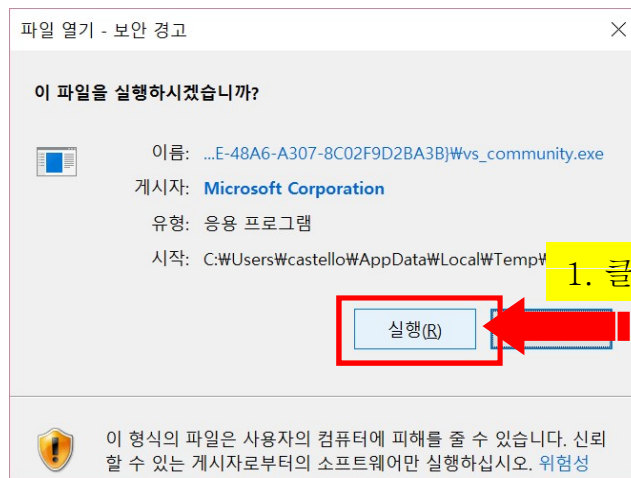 파일 열기 - 보안 경고
이 파일을 실행하시겠습니까?
이름: ...E-48A6-A307-8C02F9D2BA3B}₩vs_community.exe
게시자: Microsoft Corporation
유형: 응용 프로그램
시작: C:₩Users₩castello₩AppData₩Local₩Temp₩
1. 클
실행(R)
이 형식의 파일은 사용자의 컴퓨터에 피해를 줄 수 있습니다. 신뢰
할 수 있는 게시자로부터의 소프트웨어만 실행하십시오. 위험성